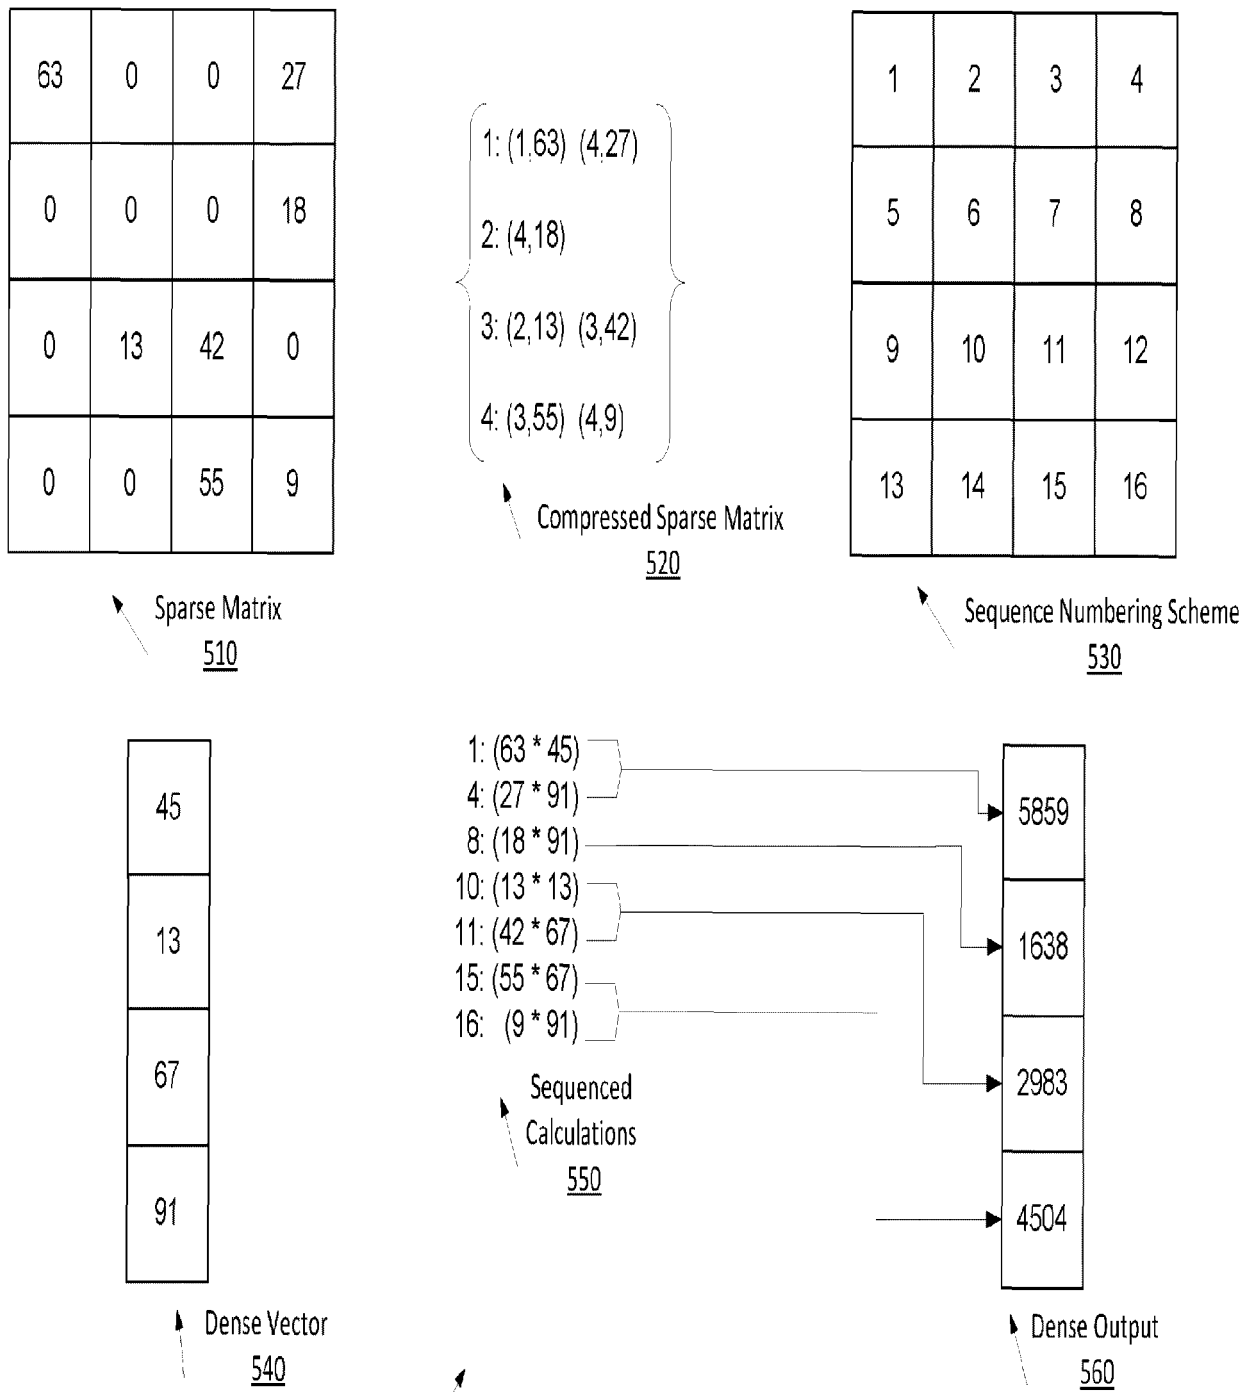 63 0 0 27
0 0 0 18
0 13 42 0
0 0 55 9
Sparse Matrix
510
1: (1,63) (4,27)
2: (4,18)
3: (2,13) (3,42)
4: (3,55) (4,9)
Compressed Sparse Matrix
520
1 2 3 4
5 6 7 8
9 10 11 12
13 14 15 16
Sequence Numbering Scheme
530
45
13
67
91
Dense Vector
540
1: (63 * 45)
4: (27 * 91)
8: (18 * 91)
10: (13 * 13)
11: (42 * 67)
15: (55 * 67)
16: (9 * 91)
Sequenced
Calculations
550
5859
1638
2983
4504
Dense Output
560